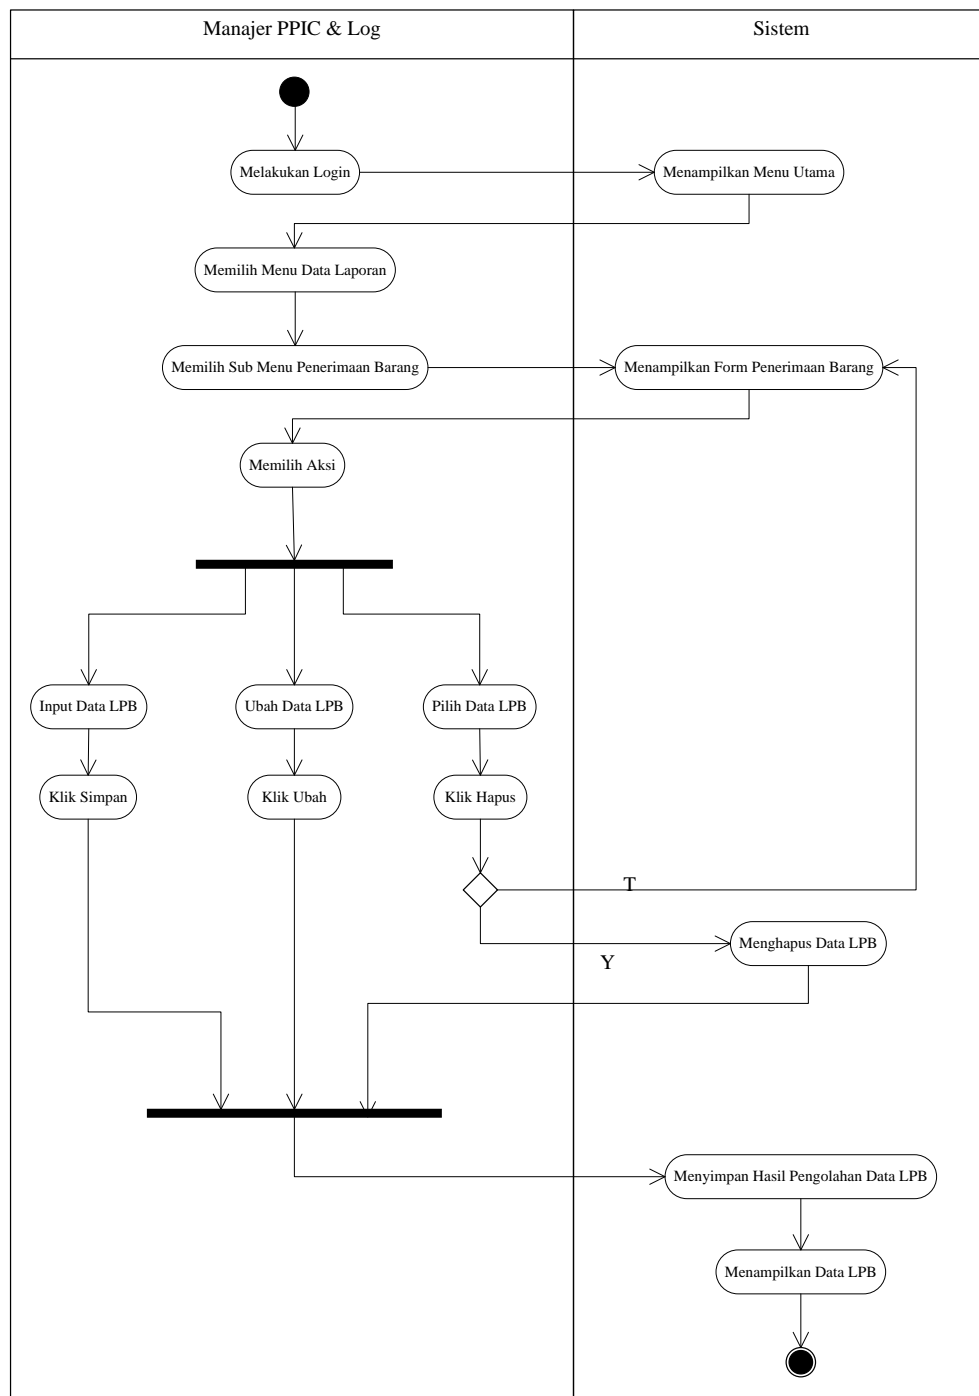 Manajer PPIC & Log
Sistem
Melakukan Login
Menampilkan Menu Utama
Memilih Menu Data Laporan
Memilih Sub Menu Penerimaan Barang
Menampilkan Form Penerimaan Barang
Memilih Aksi
Input Data LPB
Ubah Data LPB
Pilih Data LPB
Klik Simpan
Klik Ubah
Klik Hapus
T
Menghapus Data LPB
Y
Menyimpan Hasil Pengolahan Data LPB
Menampilkan Data LPB